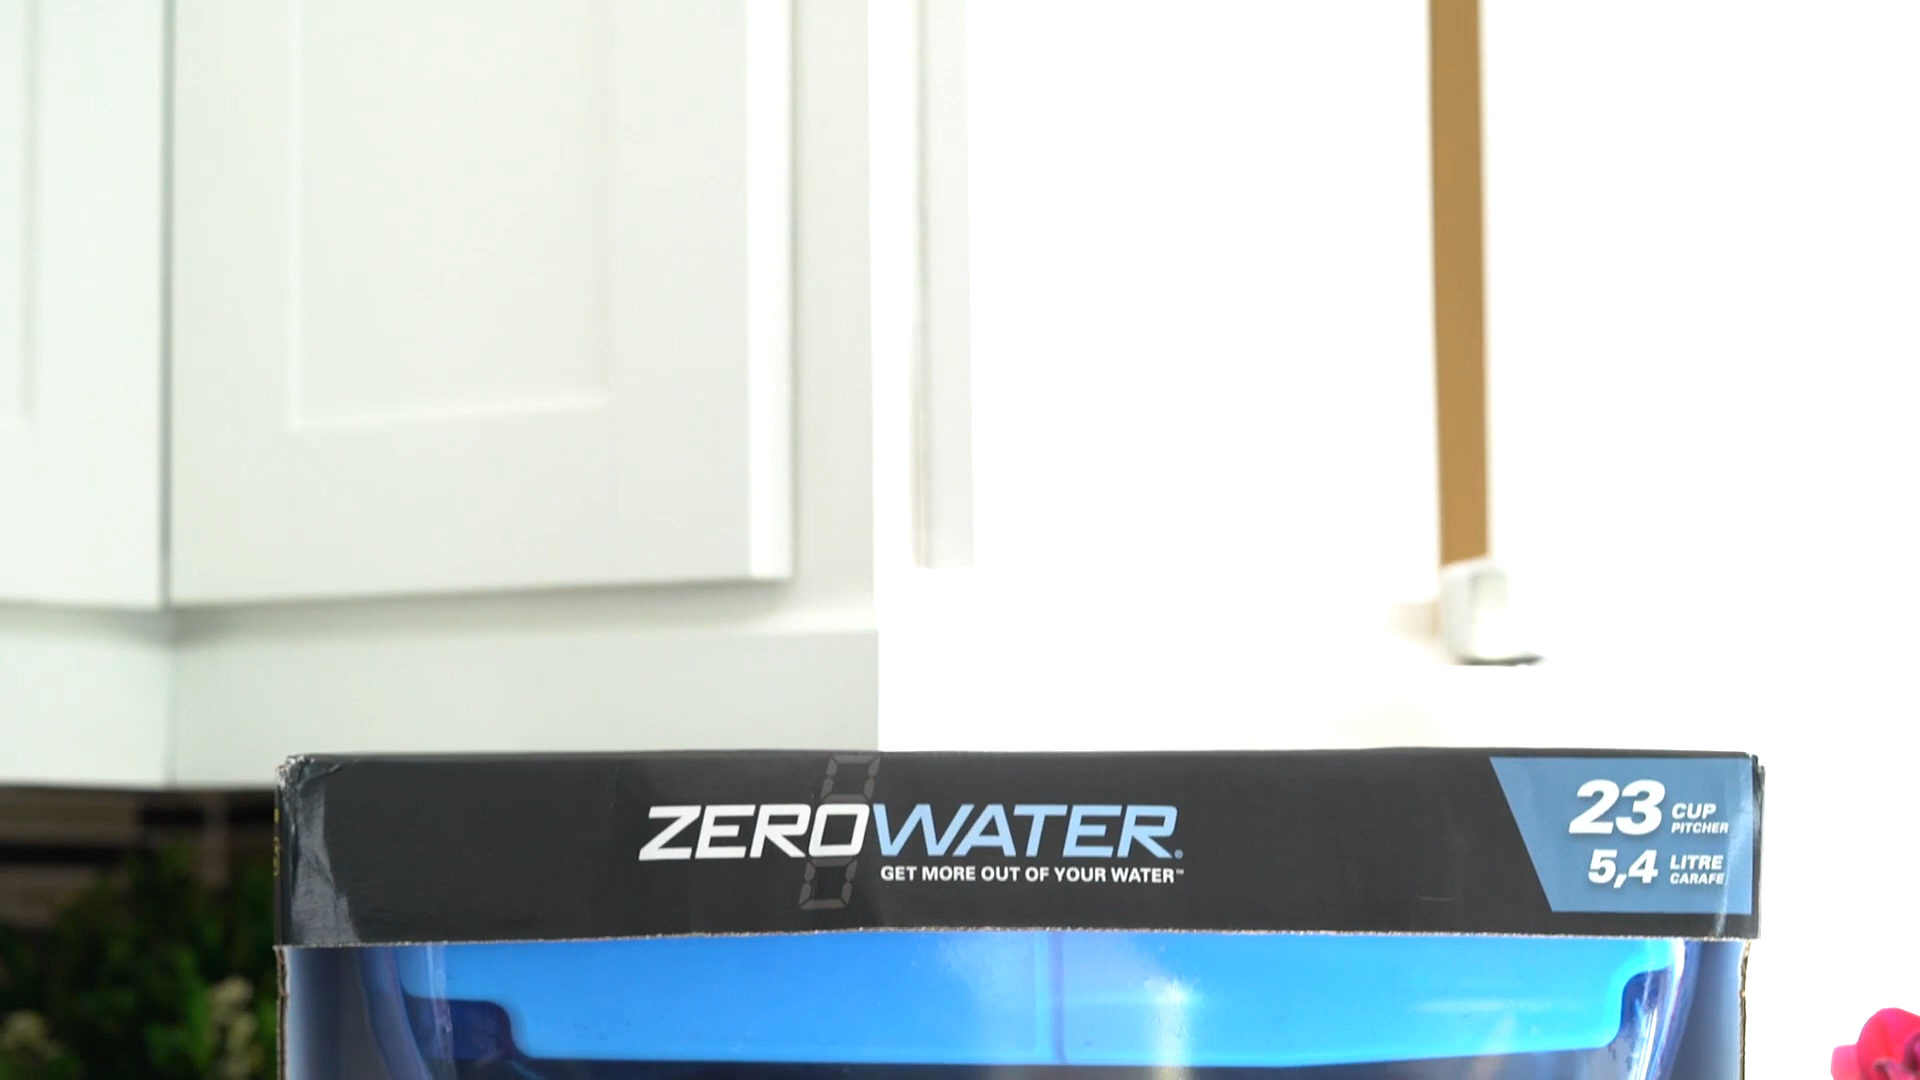 ZEROWATER®
GET MORE OUT OF YOUR WATER™
23 CUP PITCHER
5,4 LITRE CARAFE